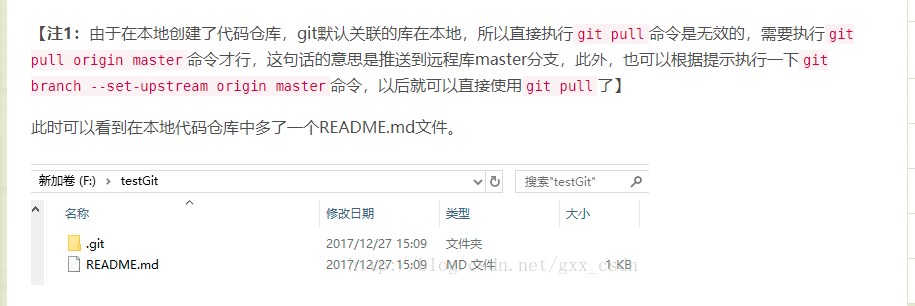 【注1：由于在本地创建了代码仓库，git默认关联的库在本地，所以直接执行 git pull 命令是无效的，需要执行 git
pull origin master 命令才行，这句话的意思是推送到远程库master分支，此外，也可以根据提示执行一下 git
branch --set-upstream origin master 命令，以后就可以直接使用 git pull 了】
此时可以看到在本地代码仓库中多了一个README.md文件。
新加卷 (F:) › testGit 搜索"testGit"
名称 修改日期 类型 大小
.git 2017/12/27 15:09 文件夹
README.md 2017/12/27 15:09 MD 文件 1 KB
http://blog.csdn.net/gxx_csdn